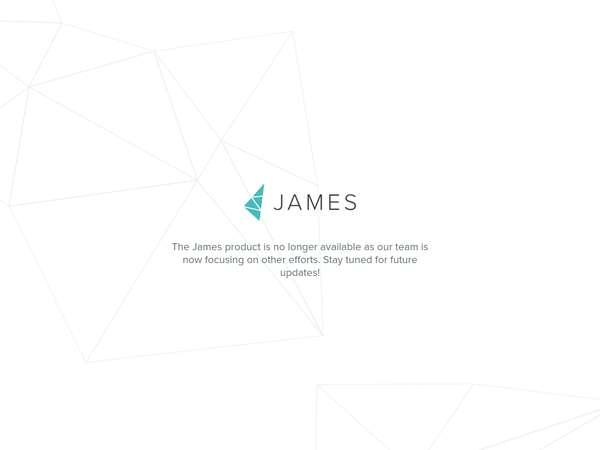 JAMES
The James product is no longer available as our team is
now focusing on other efforts. Stay tuned for future
updates!